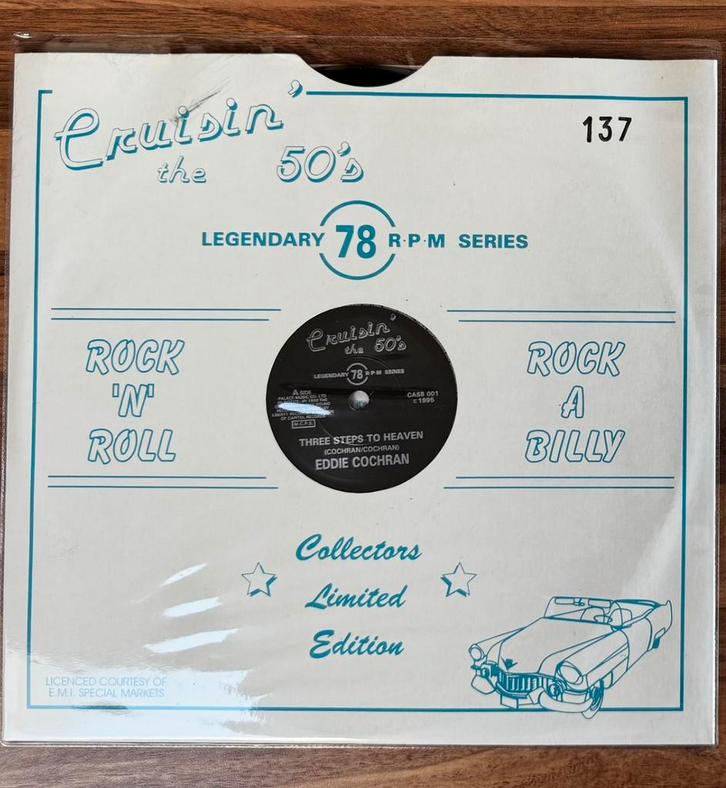 Cruisin'
the 50's
137
LEGENDARY 78 R·P·M SERIES
ROCK
'N'
ROLL
ROCK
A
BILLY
Cruisin'
the 50's
LEGENDARY 78 R P M SERIES
A SIDE
PALACE MUSIC CO. LTD
OF CAPITOL
M.C.P.S.
CASB 001
© 1995
THREE STEPS TO HEAVEN
(COCHRAN/COCHRAN)
EDDIE COCHRAN
Collectors
Limited
Edition
LICENCED COURTESY OF
E.M.I. SPECIAL MARKETS